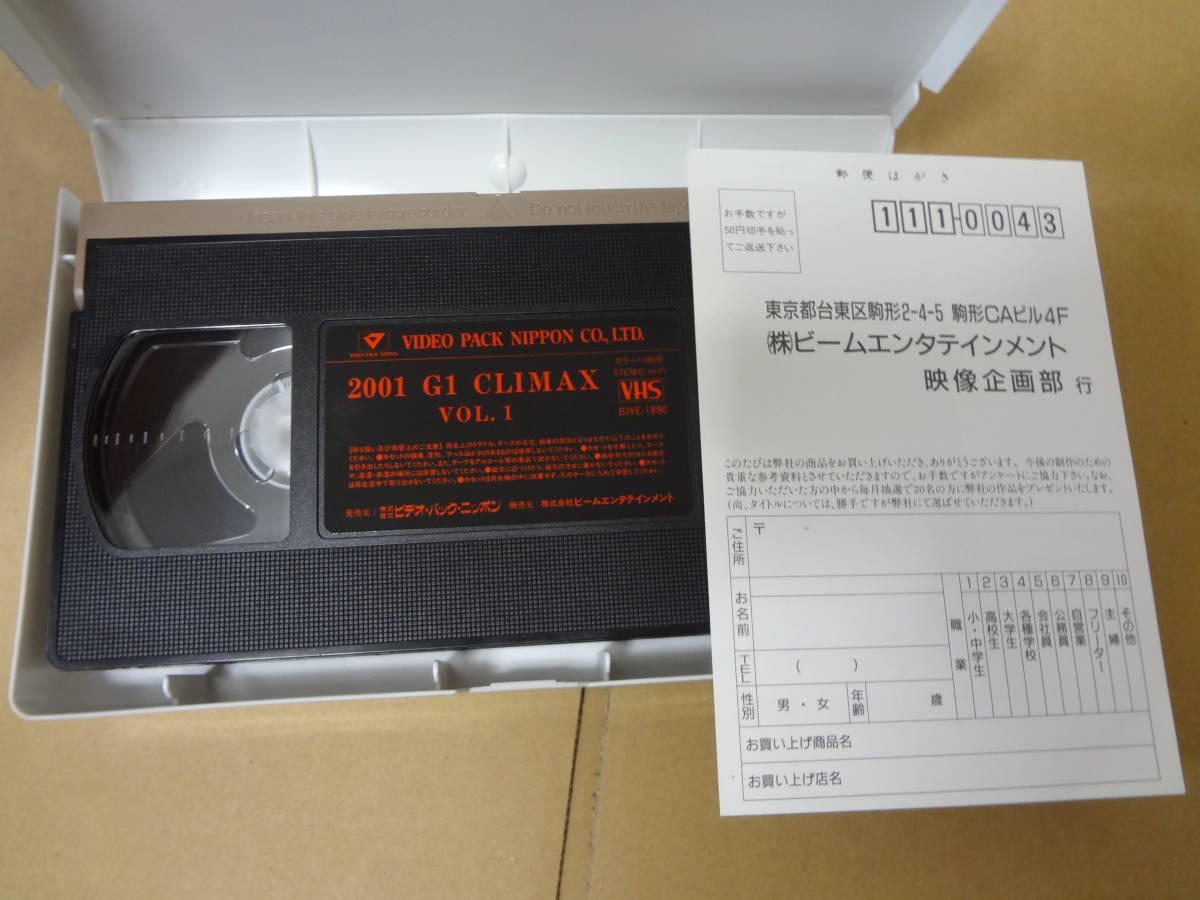 Insert this side into recorder
Do not touch the tape
VIDEO PACK NIPPON
VIDEO PACK NIPPON CO., LTD.
2001 G1 CLIMAX
VOL. 1
STEREO Hi-Fi
VHS
BIVE-1890
発売元:株式会社ビデオ・パック・ニッポン 販売元:株式会社ビームエンタテインメント
郵便はがき
お手数ですが
50円切手を貼っ
てご返送下さい
111-0043
東京都台東区駒形2-4-5 駒形CAビル4F
(株)ビームエンタテインメント
映像企画部 行
このたびは弊社の商品をお買い上げいただき、ありがとうございます。今後の制作のための
貴重な参考資料とさせていただきますので、お手数ですがアンケートにご協力下さい。なお、
ご協力いただいた方の中から毎月抽選で20名の方に弊社の作品をプレゼントいたします。
(尚、タイトルについては、勝手ですが弊社にて選ばせていただきます。)
ご住所
〒 -
お名前
TEL
( )
性別
男・女
年齢
歳
職業
1 小・中学生
2 高校生
3 大学生
4 各種学校
5 会社員
6 公務員
7 自営業
8 フリーター
9 主婦
10 その他
お買い上げ商品名
お買い上げ店名